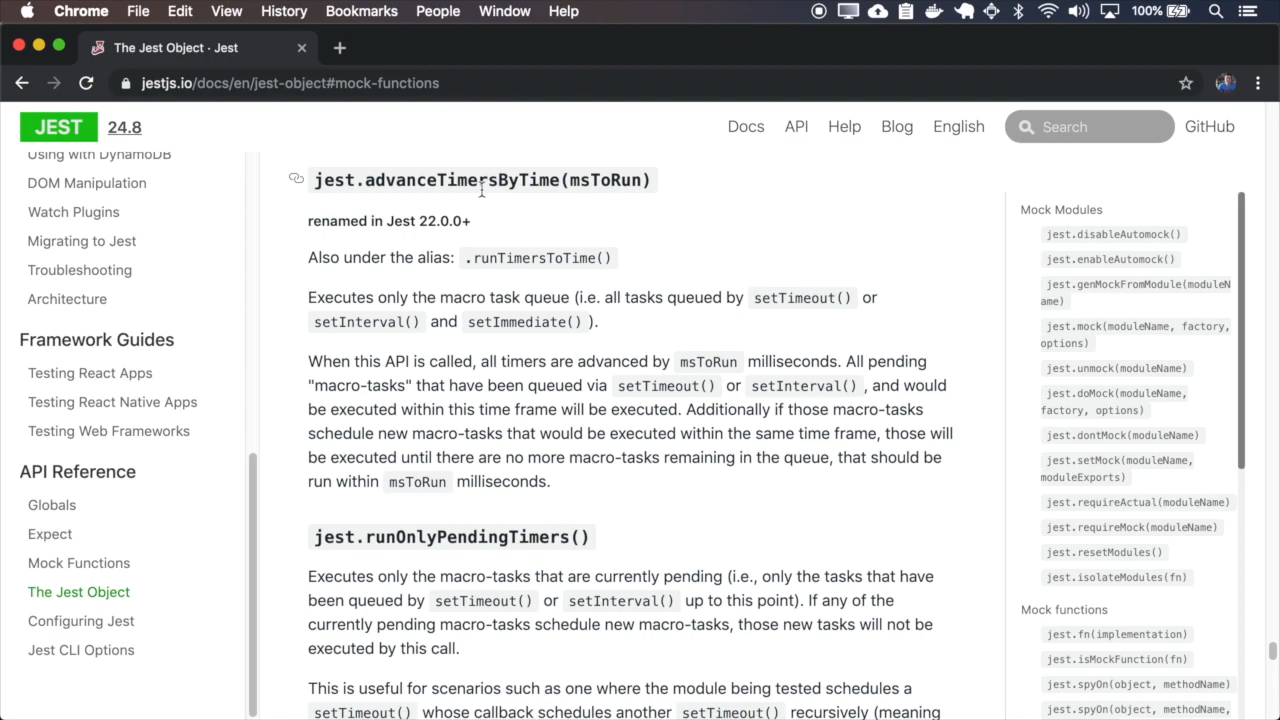 Chrome File Edit View History Bookmarks People Window Help 100%
The Jest Object · Jest
jestjs.io/docs/en/jest-object#mock-functions
JEST 24.8 Docs API Help Blog English Search GitHub
Using with DynamoDB
DOM Manipulation
Watch Plugins
Migrating to Jest
Troubleshooting
Architecture
Framework Guides
Testing React Apps
Testing React Native Apps
Testing Web Frameworks
API Reference
Globals
Expect
Mock Functions
The Jest Object
Configuring Jest
Jest CLI Options
jest.advanceTimersByTime(msToRun)
renamed in Jest 22.0.0+
Also under the alias: .runTimersToTime()
Executes only the macro task queue (i.e. all tasks queued by setTimeout() or
setInterval() and setImmediate() ).
When this API is called, all timers are advanced by msToRun milliseconds. All pending
"macro-tasks" that have been queued via setTimeout() or setInterval() , and would
be executed within this time frame will be executed. Additionally if those macro-tasks
schedule new macro-tasks that would be executed within the same time frame, those will
be executed until there are no more macro-tasks remaining in the queue, that should be
run within msToRun milliseconds.
jest.runOnlyPendingTimers()
Executes only the macro-tasks that are currently pending (i.e., only the tasks that have
been queued by setTimeout() or setInterval() up to this point). If any of the
currently pending macro-tasks schedule new macro-tasks, those new tasks will not be
executed by this call.
This is useful for scenarios such as one where the module being tested schedules a
setTimeout() whose callback schedules another setTimeout() recursively (meaning
Mock Modules
jest.disableAutomock()
jest.enableAutomock()
jest.genMockFromModule(moduleN
ame)
jest.mock(moduleName, factory,
options)
jest.unmock(moduleName)
jest.doMock(moduleName,
factory, options)
jest.dontMock(moduleName)
jest.setMock(moduleName,
moduleExports)
jest.requireActual(moduleName)
jest.requireMock(moduleName)
jest.resetModules()
jest.isolateModules(fn)
Mock functions
jest.fn(implementation)
jest.isMockFunction(fn)
jest.spyOn(object, methodName)
jest.spyOn(object, methodName,